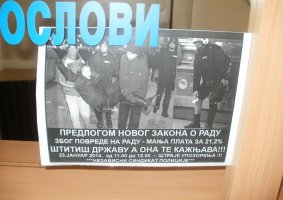 ОСЛОВИ
ПРЕДЛОГОМ НОВОГ ЗАКОНА О РАДУ
ЗБОГ ПОВРЕДЕ НА РАДУ - МАЊА ПЛАТА ЗА 21,2%
ШТИТИШ ДРЖАВУ А ОНА ТЕ КАЖЊАВА!!!
23.ЈАНУАР 2014. од 11.00 до 12.00 - ШТРАЈК УПОЗОРЕЊА !!!
***НЕЗАВИСНИ СИНДИКАТ ПОЛИЦИЈЕ***